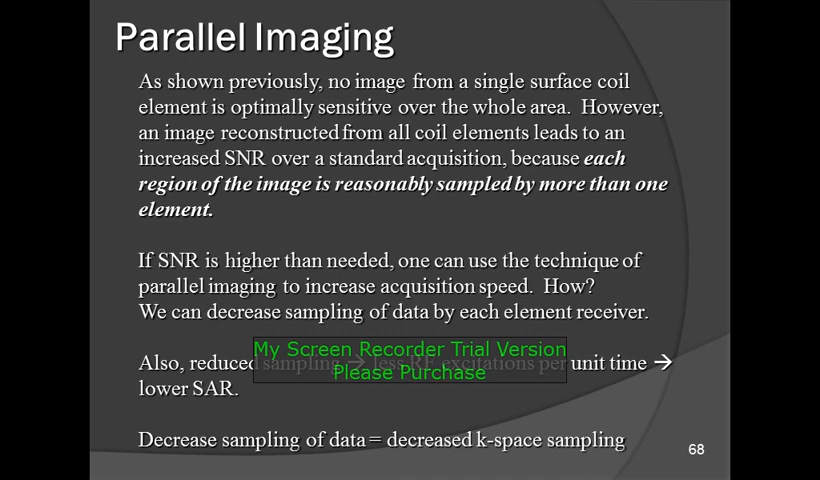 Parallel Imaging
As shown previously, no image from a single surface coil
element is optimally sensitive over the whole area. However,
an image reconstructed from all coil elements leads to an
increased SNR over a standard acquisition, because each
region of the image is reasonably sampled by more than one
element.
If SNR is higher than needed, one can use the technique of
parallel imaging to increase acquisition speed. How?
We can decrease sampling of data by each element receiver.
My Screen Recorder Trial Version
Please Purchase
Also, reduced sampling → less RF excitations per unit time →
lower SAR.
Decrease sampling of data = decreased k-space sampling
68